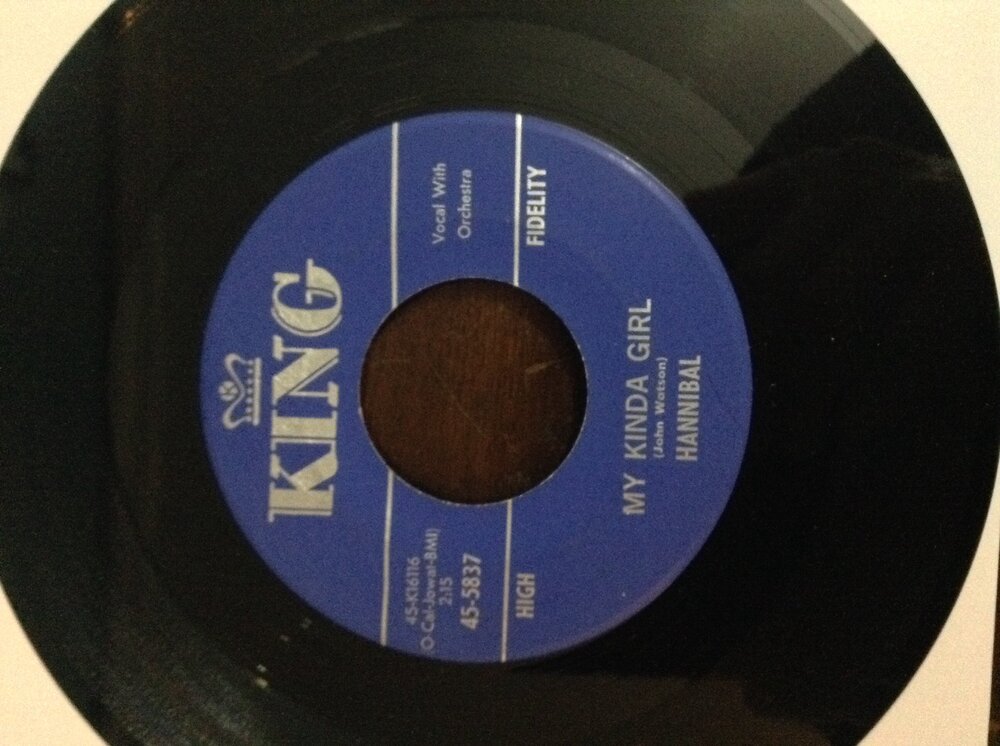 KING
45-K16116
(O-Cal-Jowat-BMI)
2:15
45-5837
Vocal With
Orchestra
HIGH FIDELITY
MY KINDA GIRL
(John Watson)
HANNIBAL